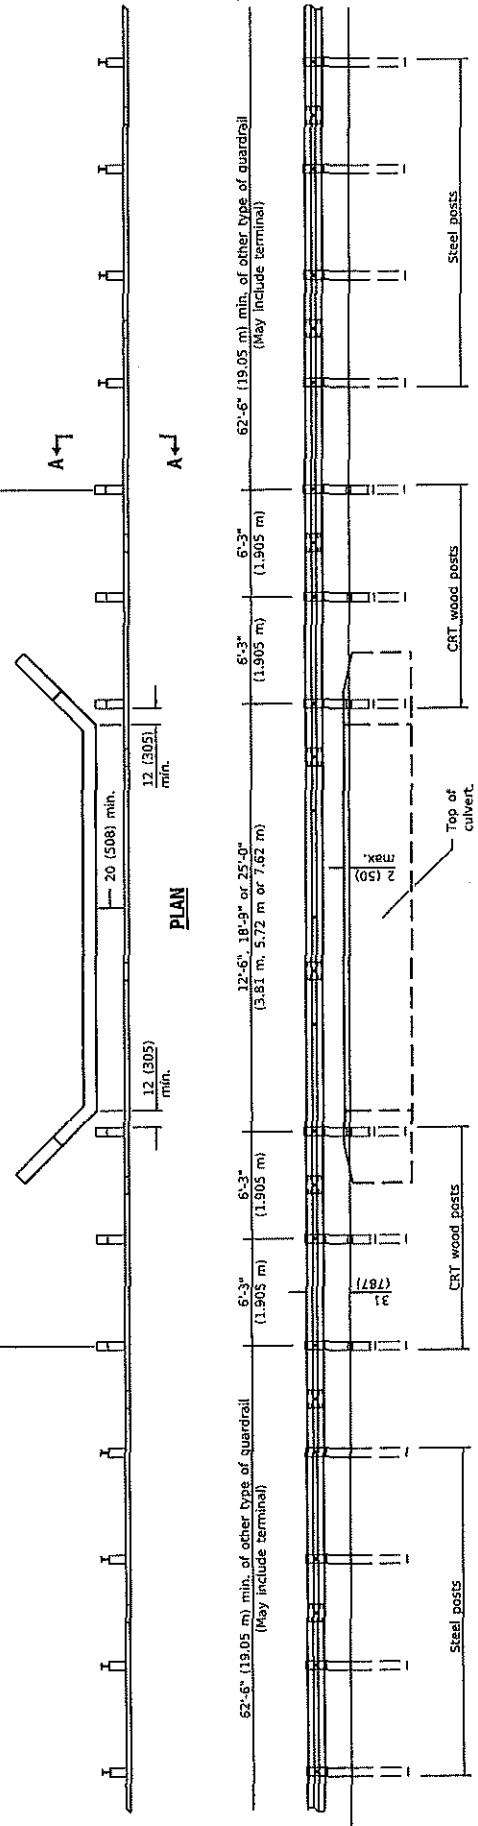 A
A
12 (305)
min.
20 (508) min.
12 (305)
min.
PLAN
62'-6" (19.05 m) min. of other type of guardrail
(May include terminal)
6'-3"
(1.905 m)
6'-3"
(1.905 m)
12'-6", 18'-9" or 25'-0"
(3.81 m, 5.72 m or 7.62 m)
6'-3"
(1.905 m)
6'-3"
(1.905 m)
62'-6" (19.05 m) min. of other type of guardrail
(May include terminal)
31
(787)
2 (50)
max.
Steel posts
CRT wood posts
Top of
culvert.
CRT wood posts
Steel posts